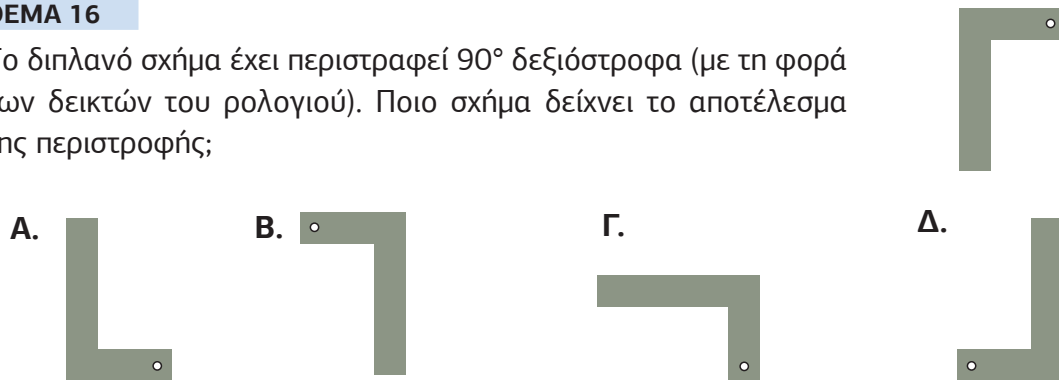 ΘΕΜΑ 16
Το διπλανό σχήμα έχει περιστραφεί 90° δεξιόστροφα (με τη φορά
των δεικτών του ρολογιού). Ποιο σχήμα δείχνει το αποτέλεσμα
της περιστροφής;
Α. Β. Γ. Δ.